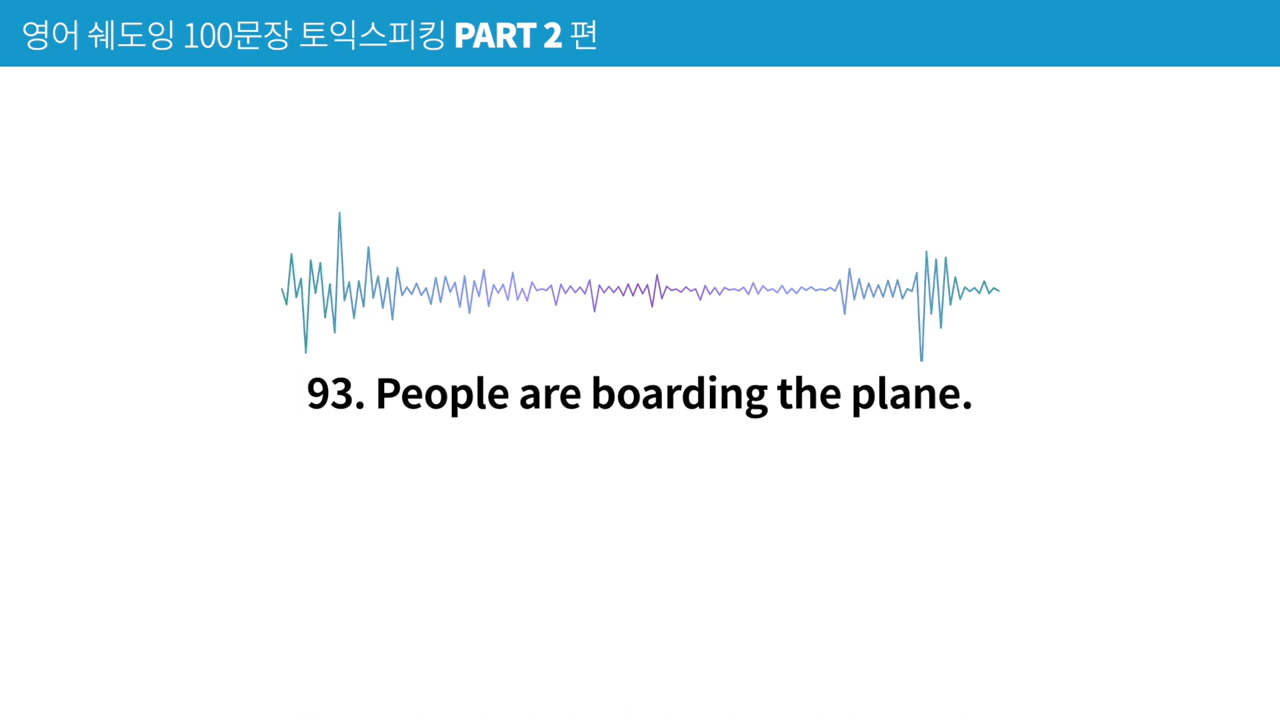 영어 쉐도잉 100문장 토익스피킹 PART 2 편
93. People are boarding the plane.